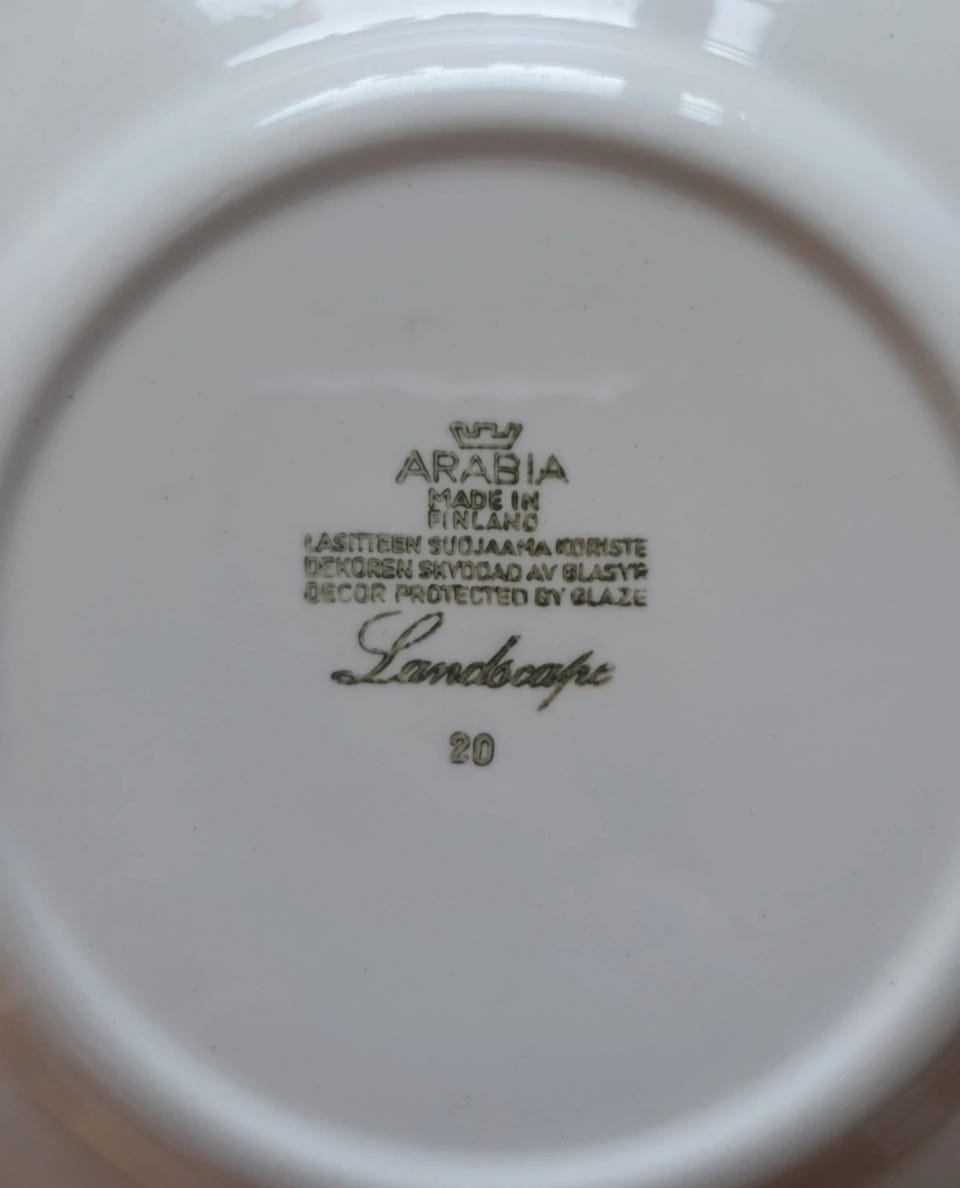 ARABIA
MADE IN
FINLAND
LASITTEEN SUOJAAMA KORISTE
DEKOREN SKYDDAD AV GLASYR
DECOR PROTECTED BY GLAZE
Landscape
20